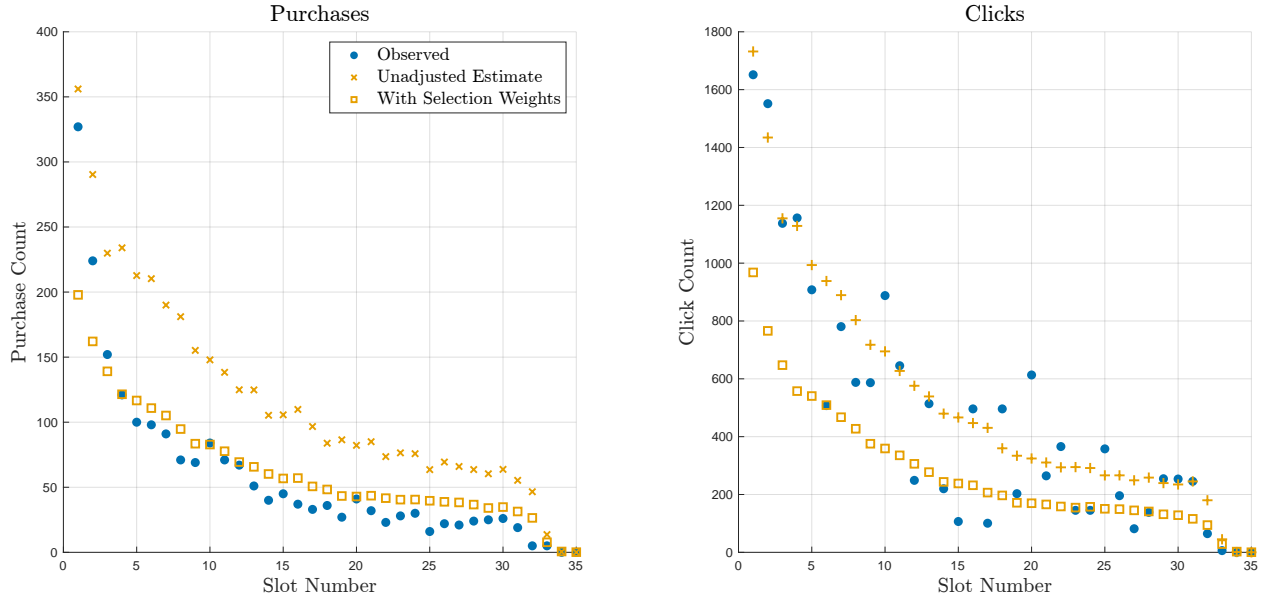 Purchases
400
350
300
250
200
150
100
50
0
Purchase Count
Observed
Unadjusted Estimate
With Selection Weights
0 5 10 15 20 25 30 35
Slot Number
Clicks
1800
1600
1400
1200
1000
800
600
400
200
0
Click Count
0 5 10 15 20 25 30 35
Slot Number